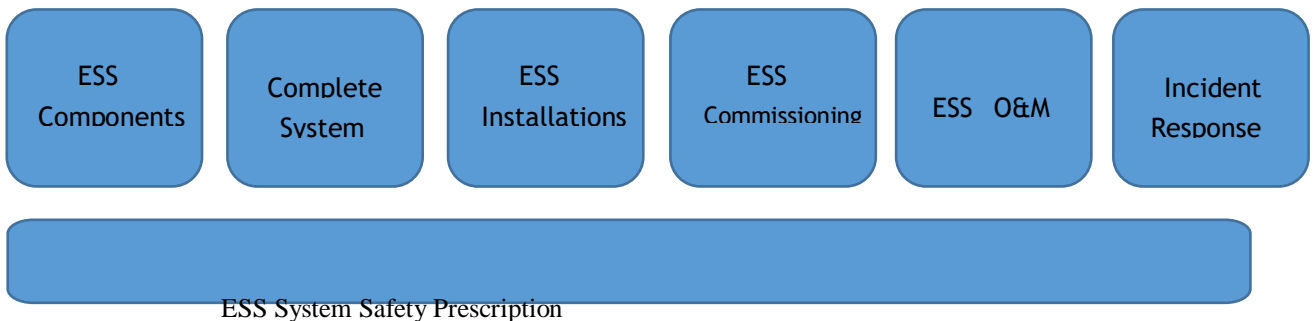 ESS
Components
Complete
System
ESS
Installations
ESS
Commissioning
ESS O&M
Incident
Response
ESS System Safety Prescription